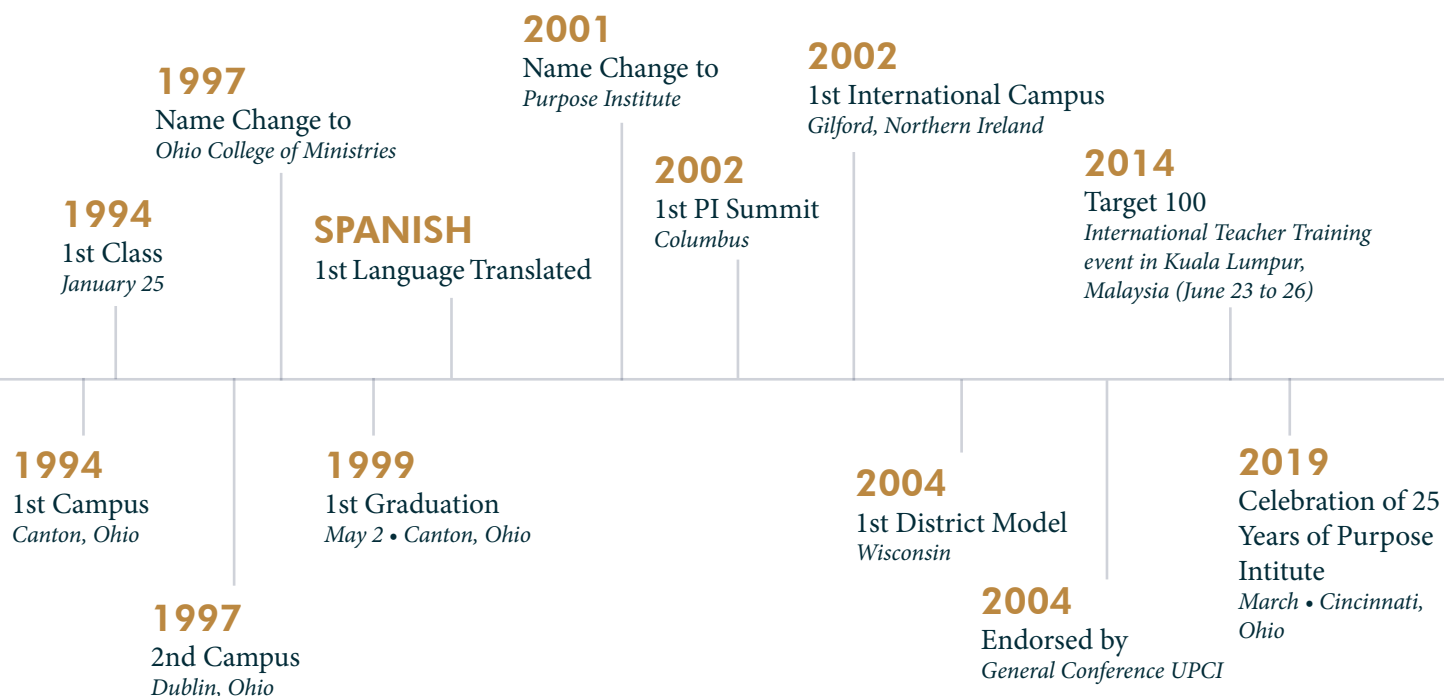 1994
1st Campus
Canton, Ohio
1994
1st Class
January 25
1997
2nd Campus
Dublin, Ohio
1997
Name Change to
Ohio College of Ministries
1999
1st Graduation
May 2 • Canton, Ohio
SPANISH
1st Language Translated
2001
Name Change to
Purpose Institute
2002
1st PI Summit
Columbus
2002
1st International Campus
Gilford, Northern Ireland
2004
1st District Model
Wisconsin
2004
Endorsed by
General Conference UPCI
2014
Target 100
International Teacher Training
event in Kuala Lumpur,
Malaysia (June 23 to 26)
2019
Celebration of 25
Years of Purpose
Intitute
March • Cincinnati,
Ohio